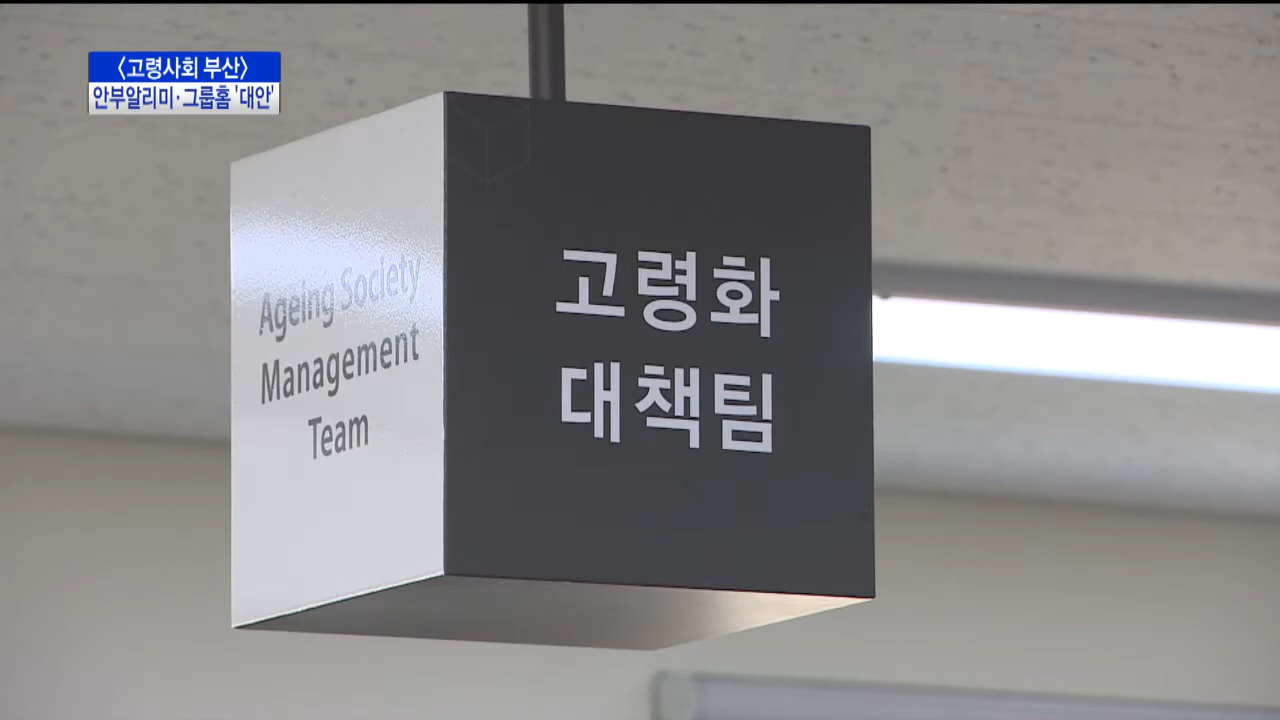 <고령사회 부산>
안부알리미·그룹홈 '대안'
Ageing Society
Management
Team
고령화
대책팀